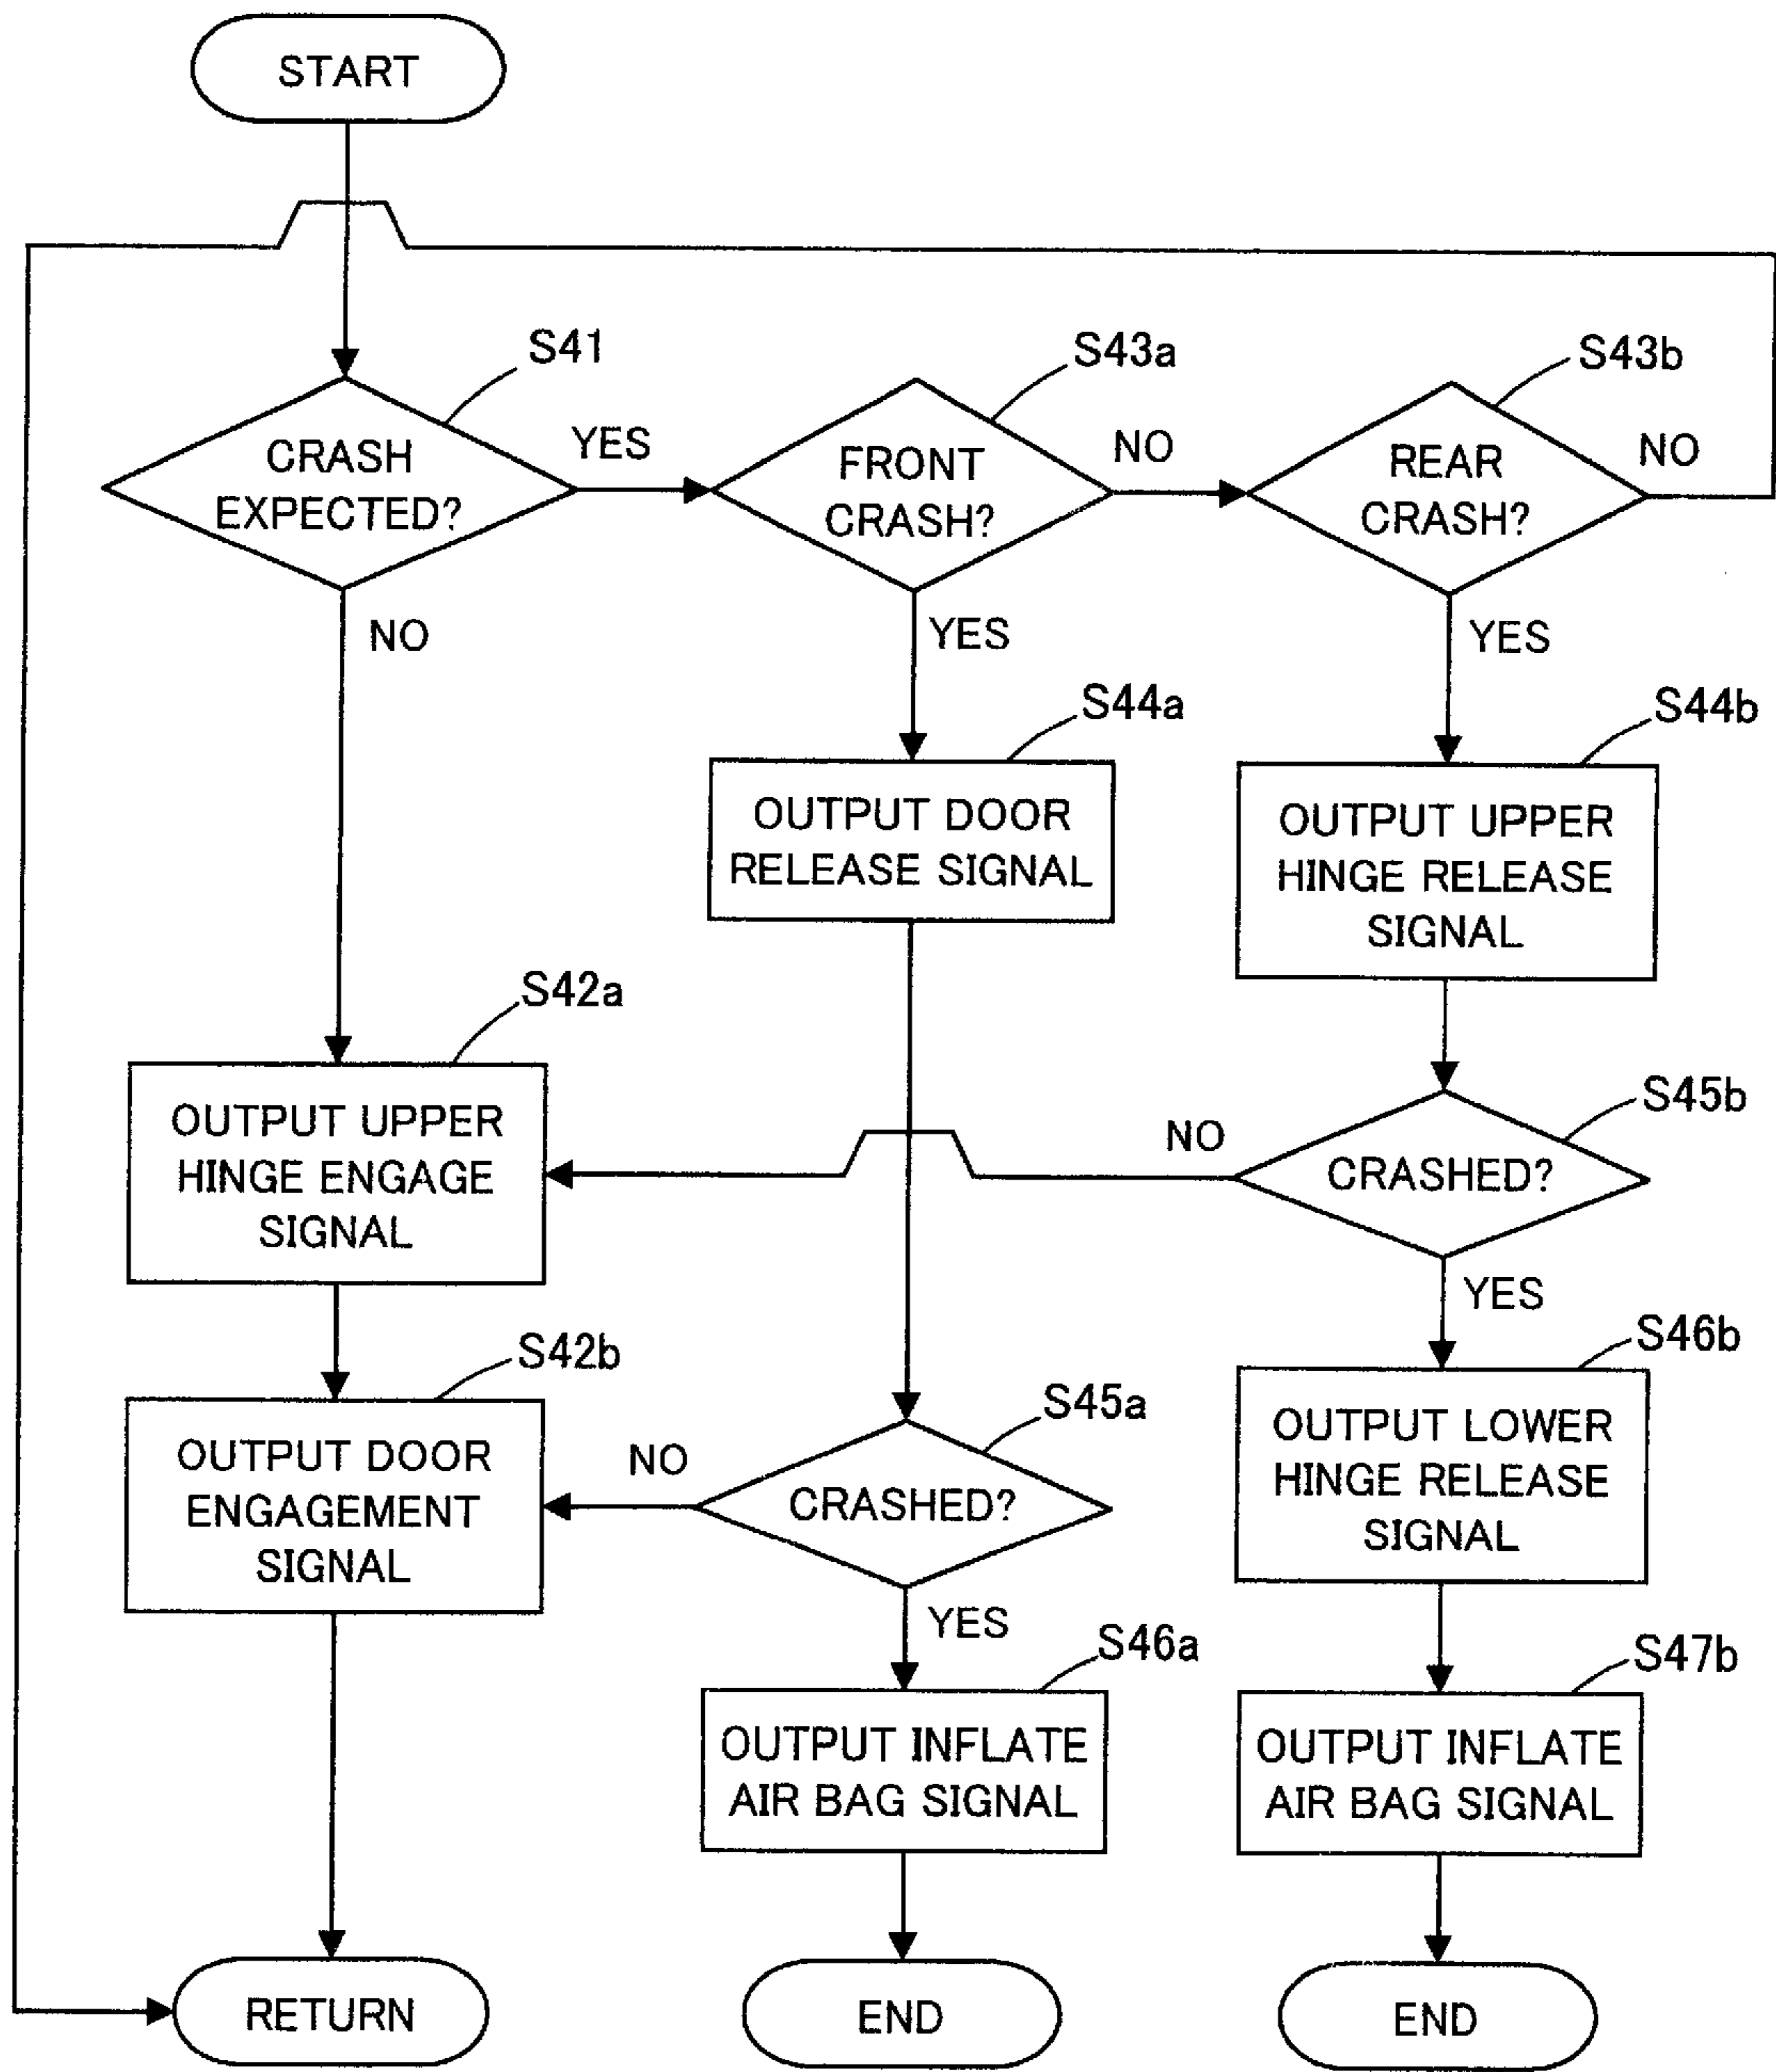 START
S41
CRASH
EXPECTED?
YES
NO
S43a
FRONT
CRASH?
NO
YES
S43b
REAR
CRASH?
NO
YES
S44a
OUTPUT DOOR
RELEASE SIGNAL
S44b
OUTPUT UPPER
HINGE RELEASE
SIGNAL
S42a
OUTPUT UPPER
HINGE ENGAGE
SIGNAL
S45b
CRASHED?
NO
YES
S42b
OUTPUT DOOR
ENGAGEMENT
SIGNAL
S45a
CRASHED?
NO
YES
S46b
OUTPUT LOWER
HINGE RELEASE
SIGNAL
S46a
OUTPUT INFLATE
AIR BAG SIGNAL
S47b
OUTPUT INFLATE
AIR BAG SIGNAL
RETURN
END
END